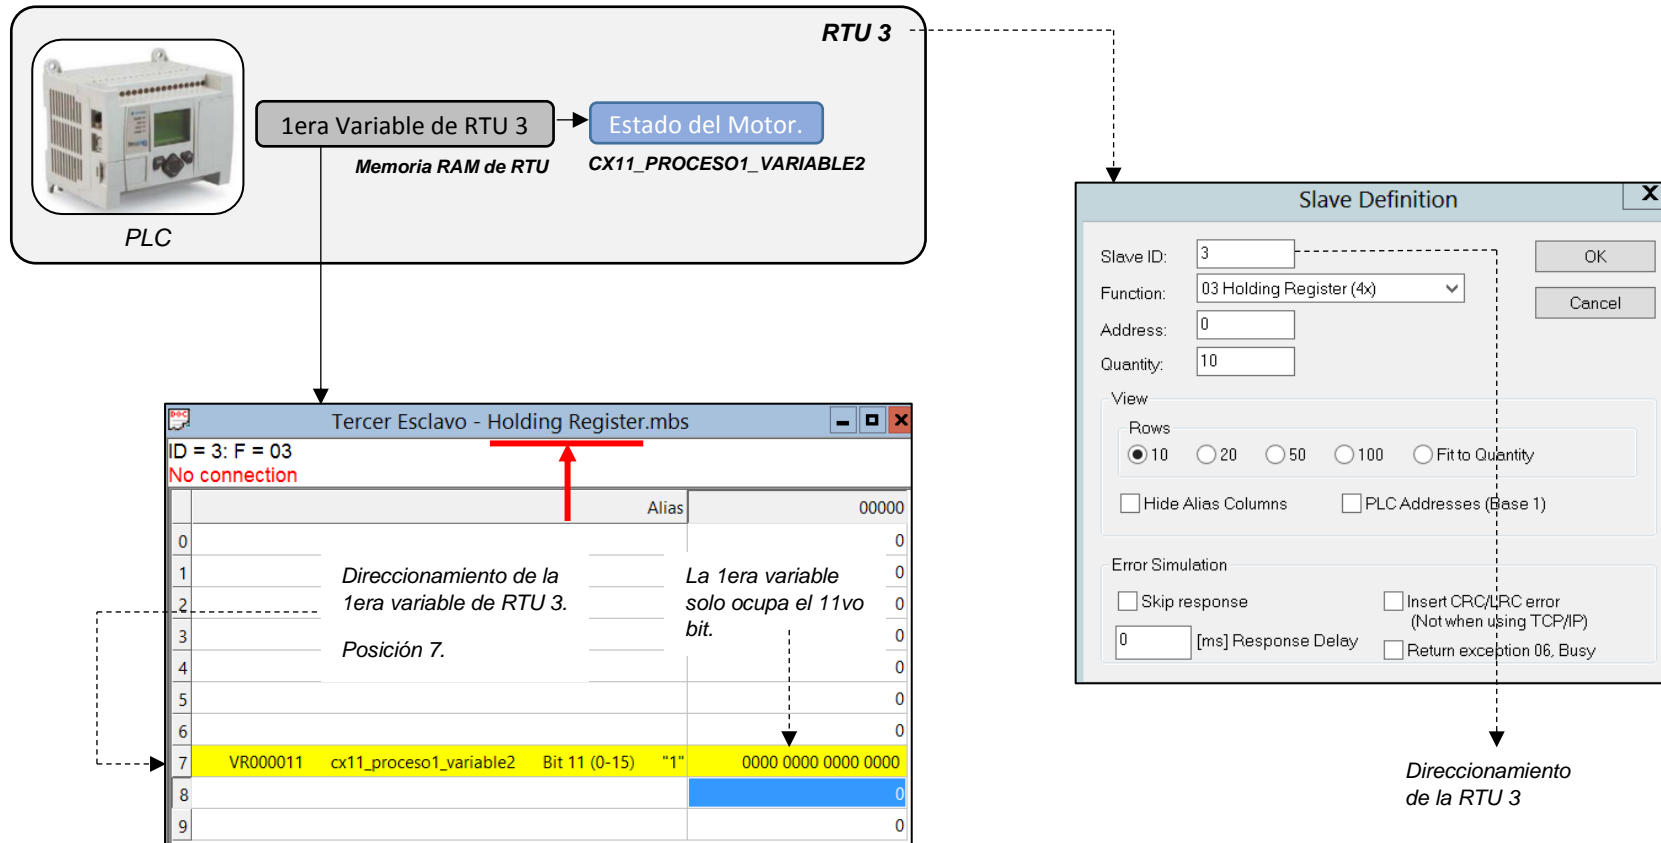 RTU 3
1era Variable de RTU 3
Estado del Motor.
Memoria RAM de RTU
CX11_PROCESO1_VARIABLE2
PLC
Tercer Esclavo - Holding Register.mbs
ID = 3: F = 03
No connection
Alias
00000
0
0
1
0
2
0
3
0
4
0
5
0
6
0
7
VR000011 cx11_proceso1_variable2 Bit 11 (0-15) "1"
0000 0000 0000 0000
8
0
9
0
Direccionamiento de la
1era variable de RTU 3.
Posición 7.
La 1era variable
solo ocupa el 11vo
bit.
Slave Definition
X
Slave ID:
3
OK
Function:
03 Holding Register (4x)
Cancel
Address:
0
Quantity:
10
View
Rows
10
20
50
100
Fit to Quantity
Hide Alias Columns
PLC Addresses (Base 1)
Error Simulation
Skip response
Insert CRC/LRC error
(Not when using TCP/IP)
0
[ms] Response Delay
Return exception 06, Busy
Direccionamiento
de la RTU 3